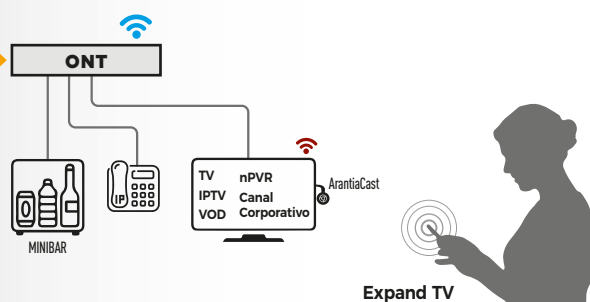 ONT
IP
MINIBAR
TV nPVR
IPTV Canal
VOD Corporativo
ArantiaCast
Expand TV